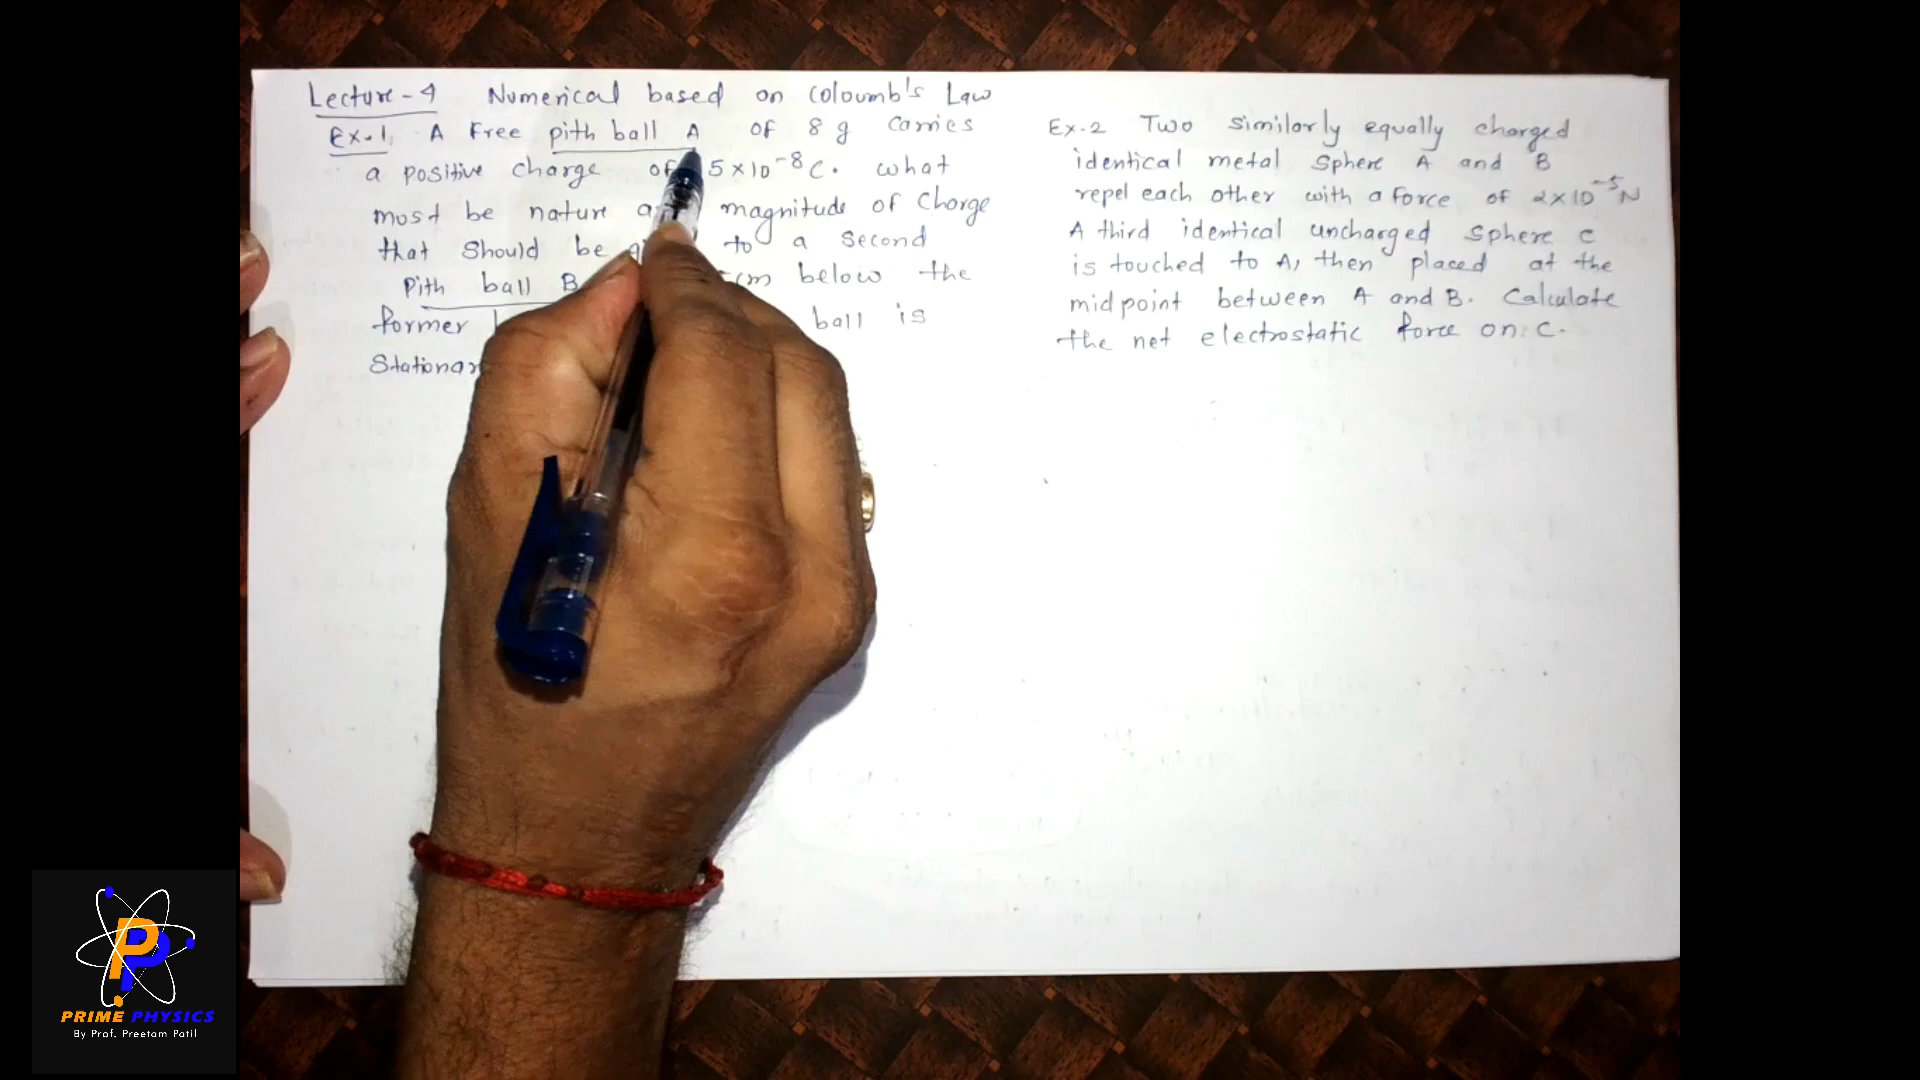 Lecture-4 Numerical based on Coloumb's Law
Ex.1. A Free pith ball A of 8 g carries
a positive charge of 5×10⁻⁸ C. what
must be nature magnitude of charge
that should be to a second
Pith ball B cm below the
former ball is
Stationar
Ex-2 Two similarly equally charged
identical metal sphere A and B
repel each other with a force of 2×10⁻⁵N
A third identical uncharged sphere C
is touched to A, then placed at the
midpoint between A and B. Calculate
the net electrostatic force on C.
PRIME PHYSICS
By Prof. Preetam Patil